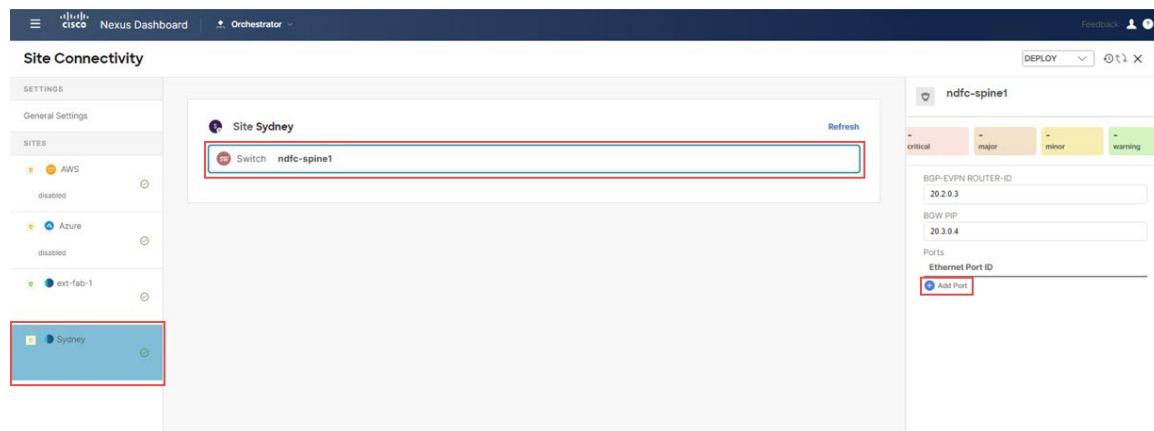 cisco Nexus Dashboard Orchestrator Feedback
Site Connectivity DEPLOY
SETTINGS
General Settings
SITES
AWS
disabled
Azure
disabled
ext-fab-1
Sydney
Site Sydney Refresh
Switch ndfc-spine1
ndfc-spine1
- - - -
critical major minor warning
BGP-EVPN ROUTER-ID
20.2.0.3
BGW PIP
20.3.0.4
Ports
Ethernet Port ID
Add Port